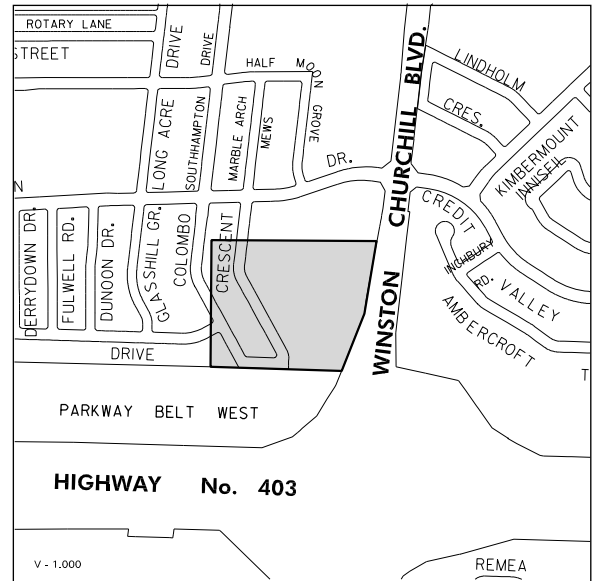 ROTARY LANE
STREET
DRIVE
DRIVE
HALF MOON GROVE
WINSTON CHURCHILL BLVD.
LINDHOLM
CRES.
LONG ACRE
SOUTHHAMPTON
MARBLE ARCH
MEWS
DR.
KIMBERMOUNT
INNISFIL
N
DERRYDOWN DR.
FULWELL RD.
DUNOON DR.
GLASSHILL GR.
COLOMBO
CRESCENT
CREDIT
VALLEY
INCHBURY
RD.
AMBERCROFT
DRIVE
T
PARKWAY BELT WEST
HIGHWAY No. 403
V - 1.000
REMEA